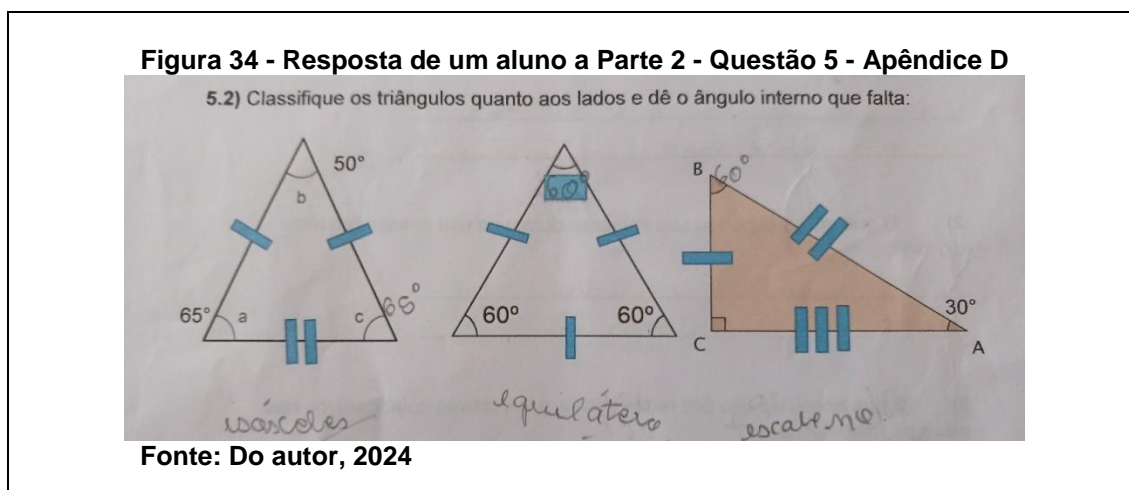 Figura 34 - Resposta de um aluno a Parte 2 - Questão 5 - Apêndice D
5.2) Classifique os triângulos quanto aos lados e dê o ângulo interno que falta:
50°
b
65°
a
c
65°
isósceles
60°
60°
60°
equilátero
B
60°
30°
C
A
escaleno
Fonte: Do autor, 2024